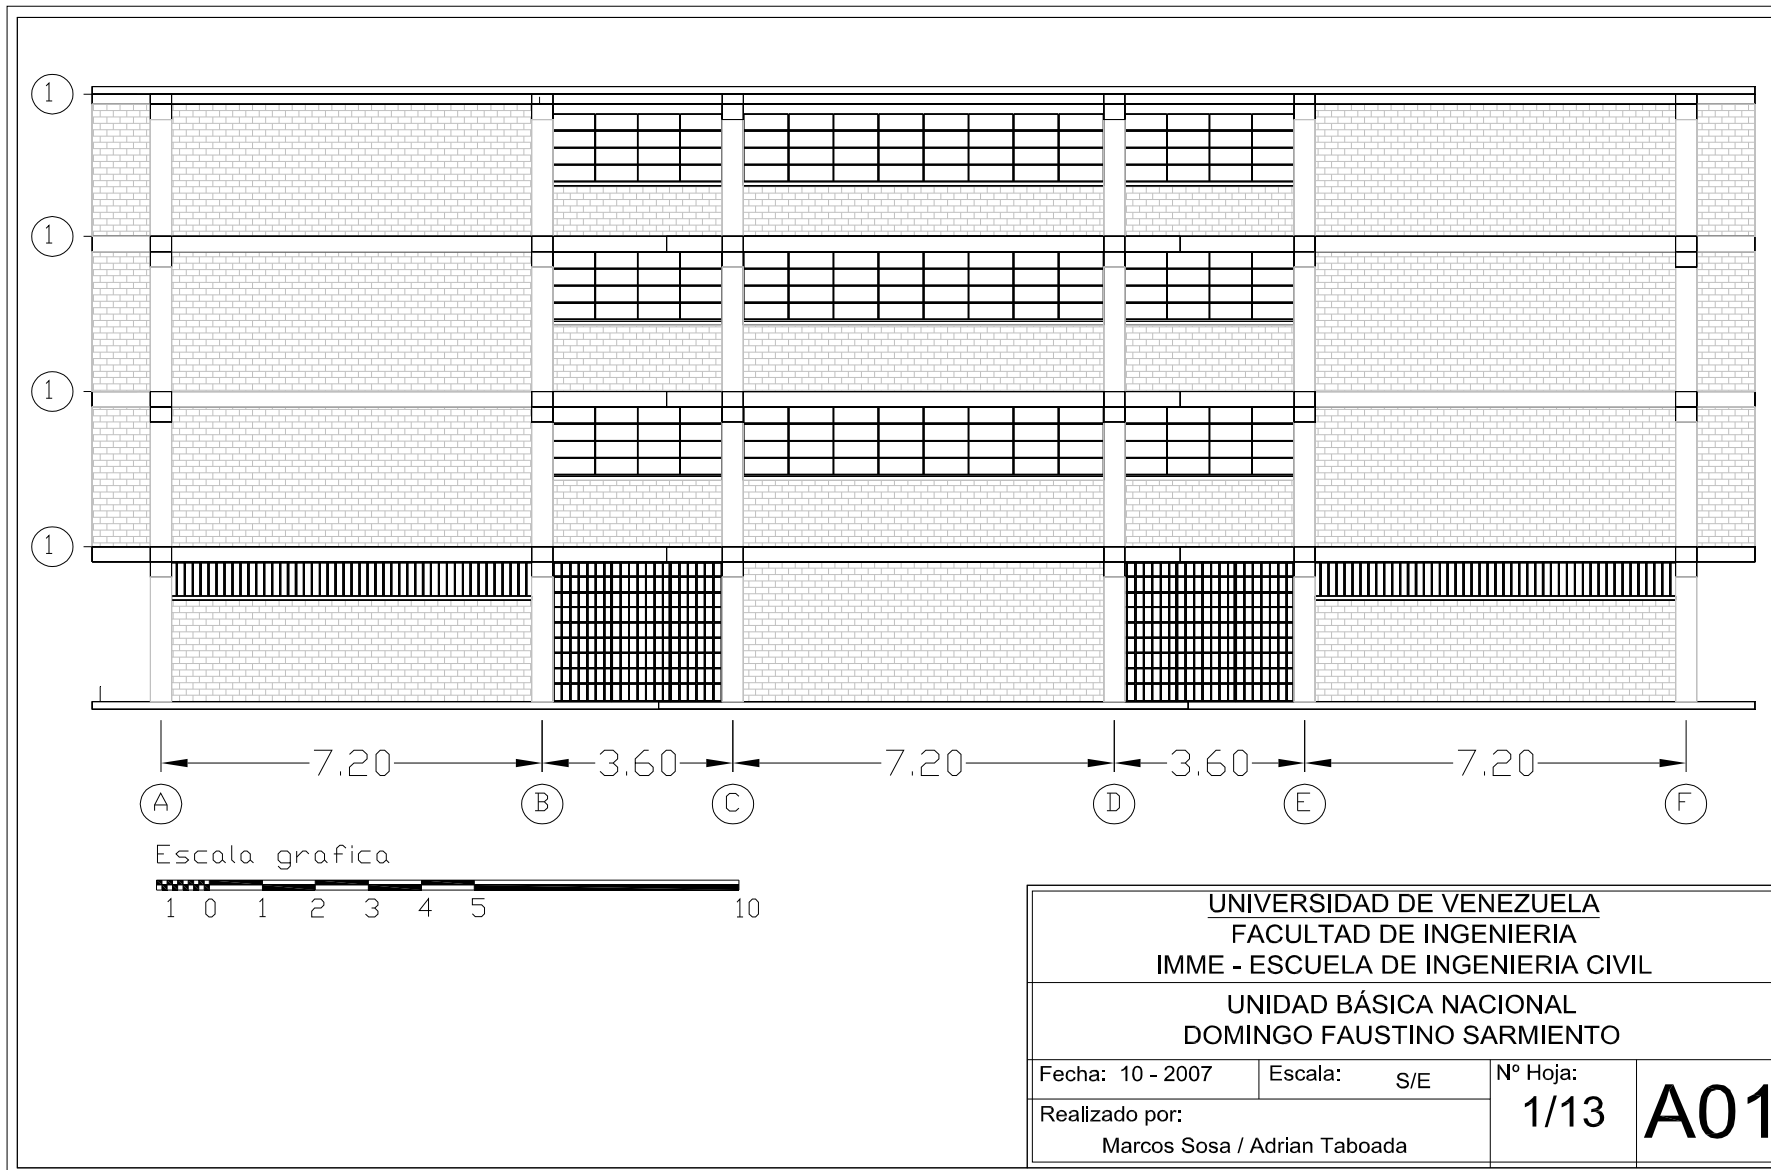 1
1
1
1
7.20 3.60 7.20 3.60 7.20
A B C D E F
Escala grafica
1 0 1 2 3 4 5 10
UNIVERSIDAD DE VENEZUELA
FACULTAD DE INGENIERIA
IMME - ESCUELA DE INGENIERIA CIVIL
UNIDAD BÁSICA NACIONAL
DOMINGO FAUSTINO SARMIENTO
Fecha: 10 - 2007 Escala: S/E Nº Hoja:
1/13 A01
Realizado por:
Marcos Sosa / Adrian Taboada